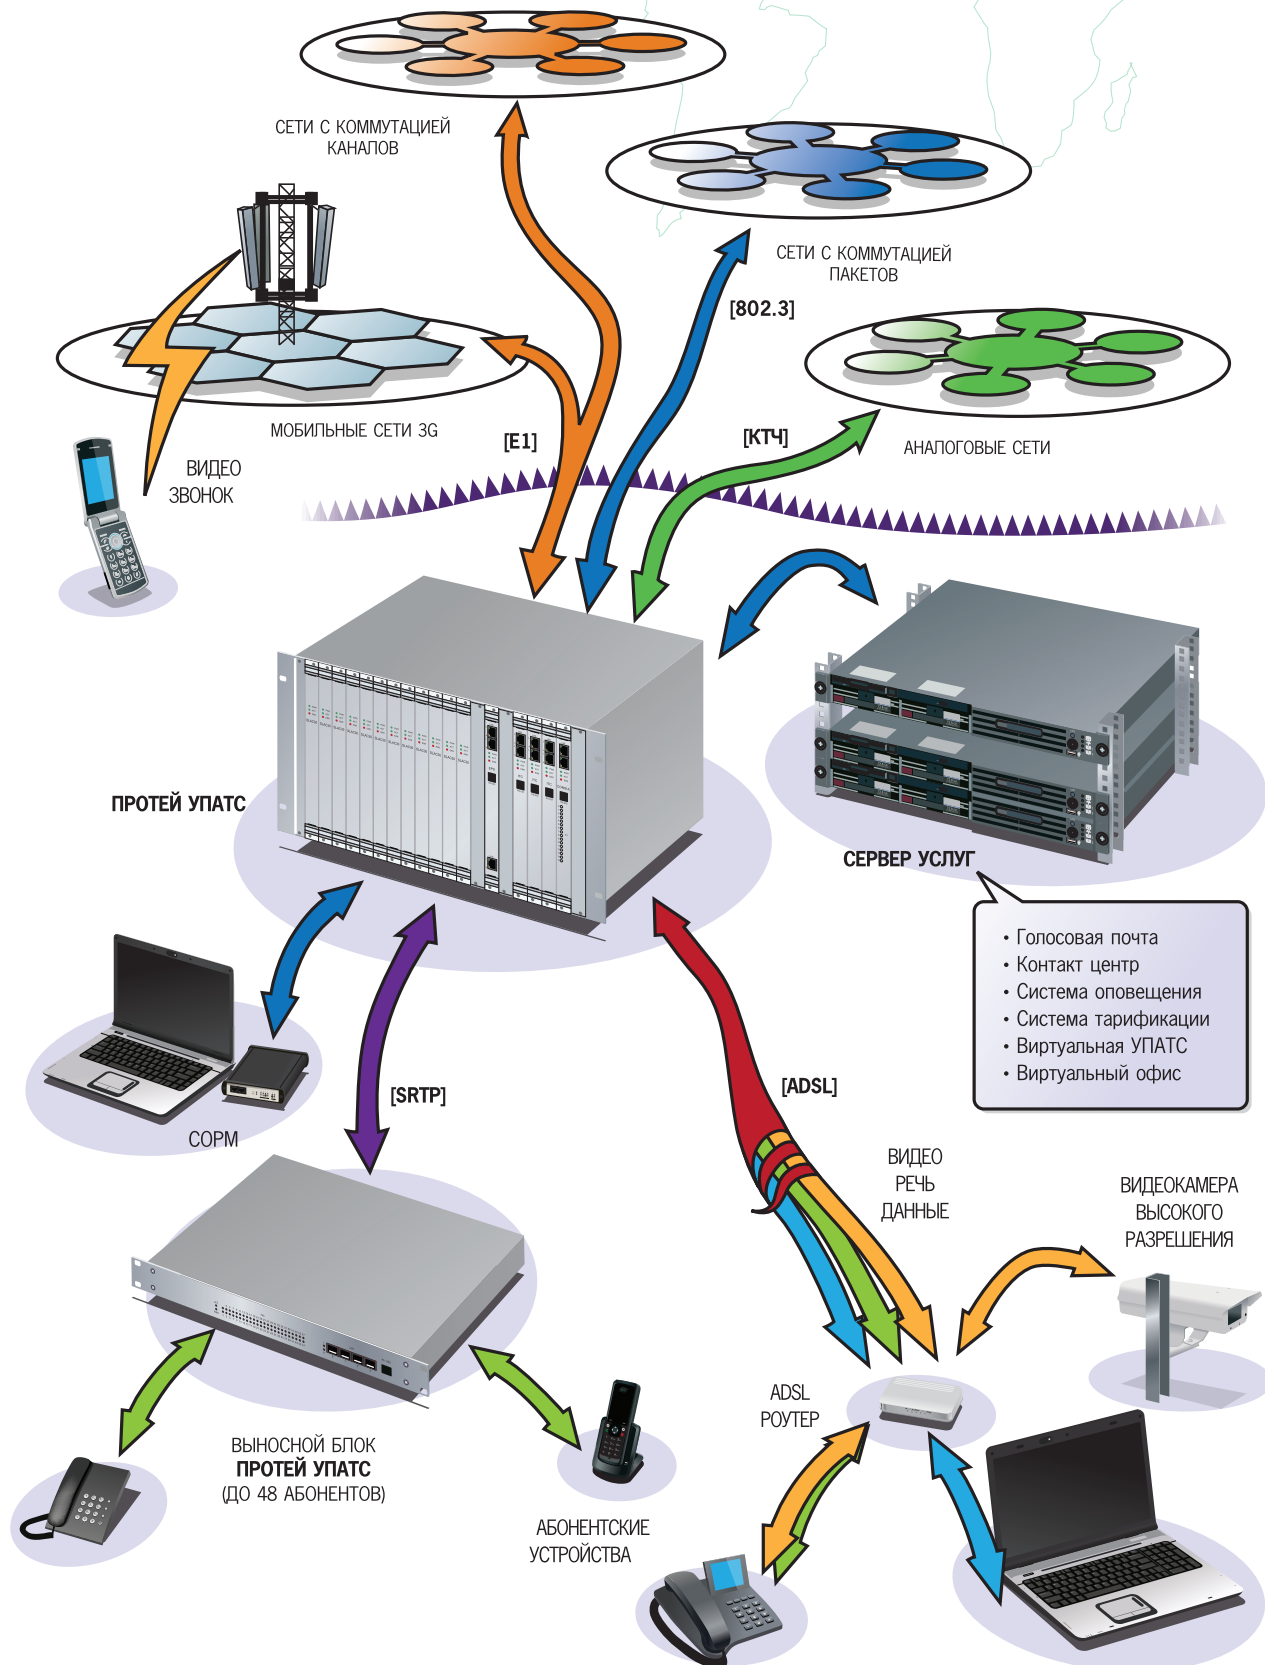 СЕТИ С КОММУТАЦИЕЙ
КАНАЛОВ
СЕТИ С КОММУТАЦИЕЙ
ПАКЕТОВ
[802.3]
МОБИЛЬНЫЕ СЕТИ 3G
[E1]
[КТЧ]
АНАЛОГОВЫЕ СЕТИ
ВИДЕО
ЗВОНОК
ПРОТЕЙ УПАТС
СЕРВЕР УСЛУГ
• Голосовая почта
• Контакт центр
• Система оповещения
• Система тарификации
• Виртуальная УПАТС
• Виртуальный офис
[SRTP]
[ADSL]
СОРМ
ВИДЕО
РЕЧЬ
ДАННЫЕ
ВИДЕОКАМЕРА
ВЫСОКОГО
РАЗРЕШЕНИЯ
ADSL
РОУТЕР
ВЫНОСНОЙ БЛОК
ПРОТЕЙ УПАТС
(ДО 48 АБОНЕНТОВ)
АБОНЕНТСКИЕ
УСТРОЙСТВА